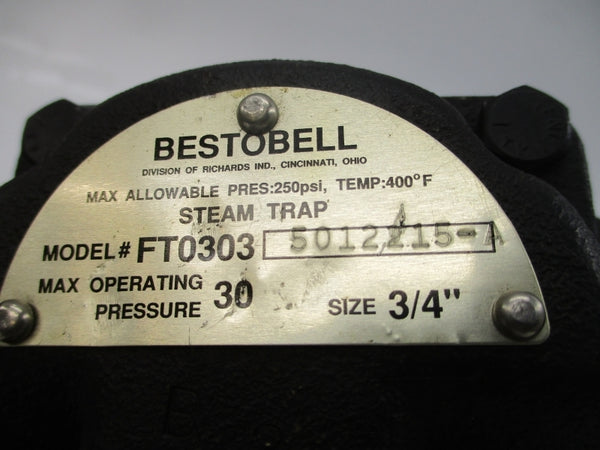 BESTOBELL
DIVISION OF RICHARDS IND., CINCINNATI, OHIO
MAX ALLOWABLE PRES:250psi, TEMP:400°F
STEAM TRAP
MODEL# FT0303 5012215-A
MAX OPERATING PRESSURE 30 SIZE 3/4"